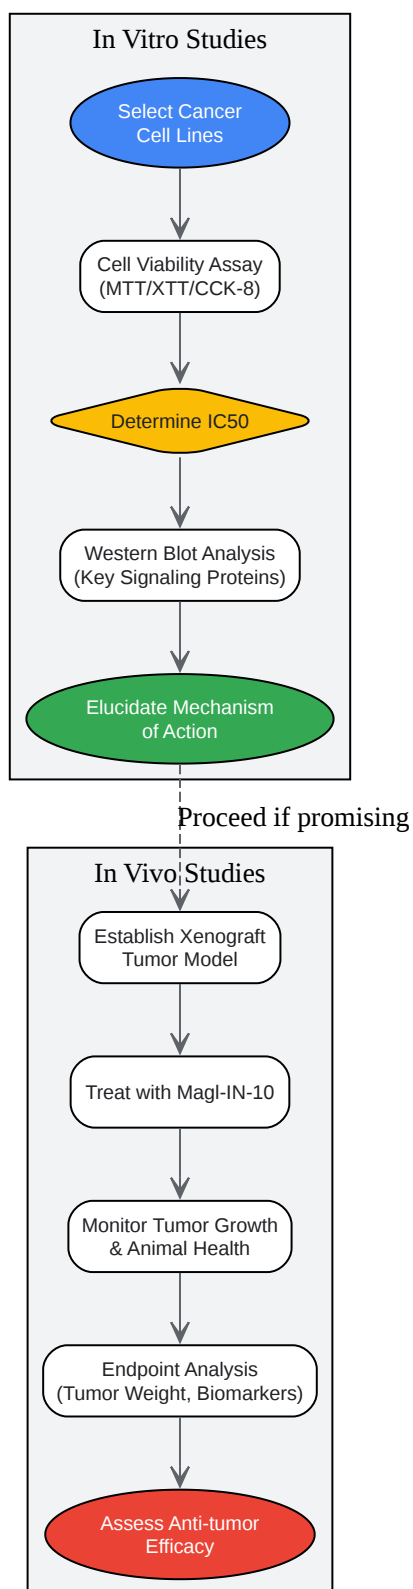 In Vitro Studies
Select Cancer
Cell Lines
Cell Viability Assay
(MTT/XTT/CCK-8)
Determine IC50
Western Blot Analysis
(Key Signaling Proteins)
Elucidate Mechanism
of Action
Proceed if promising
In Vivo Studies
Establish Xenograft
Tumor Model
Treat with Magl-IN-10
Monitor Tumor Growth
& Animal Health
Endpoint Analysis
(Tumor Weight, Biomarkers)
Assess Anti-tumor
Efficacy